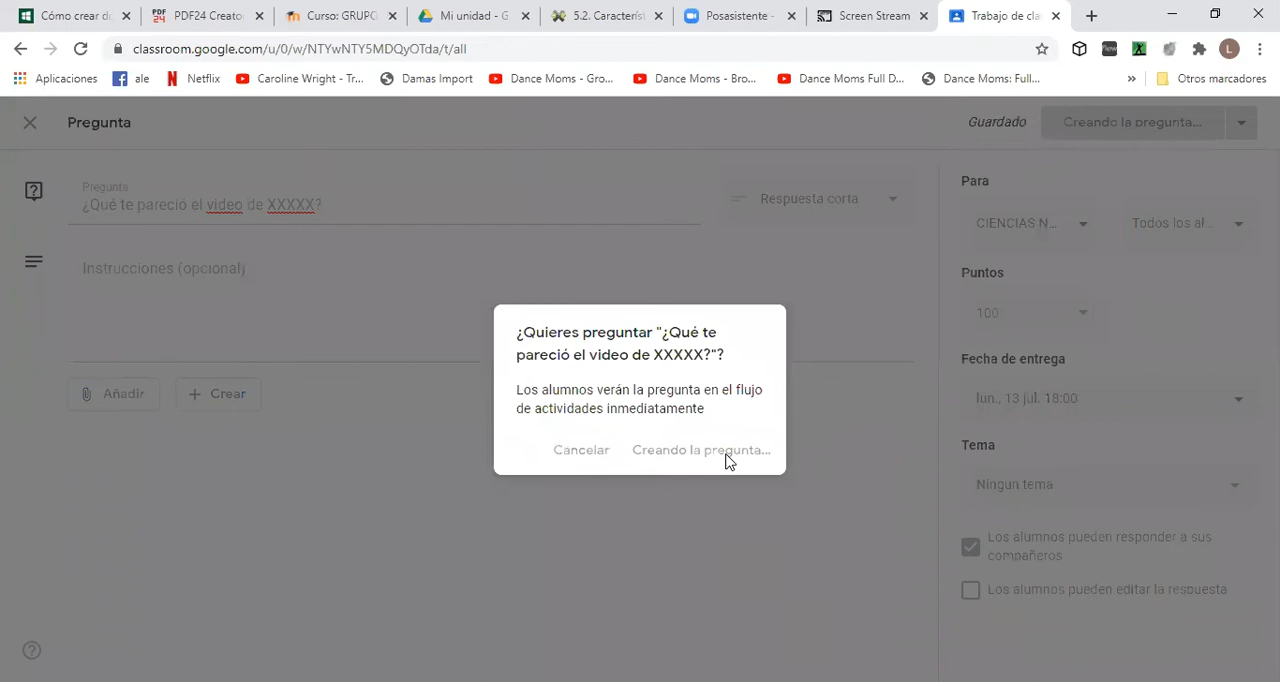 Cómo crear d
PDF24 Creato
Curso: GRUPO
Mi unidad - G
5.2. Característ
Posasistente -
Screen Stream
Trabajo de cla
classroom.google.com/u/0/w/NTYwNTY5MDQyOTda/t/all
Aplicaciones
ale
Netflix
Caroline Wright - Tr...
Damas Import
Dance Moms - Gro...
Dance Moms - Bro...
Dance Moms Full D...
Dance Moms: Full...
»
Otros marcadores
Pregunta
Guardado
Creando la pregunta...
Pregunta
¿Qué te pareció el video de XXXXX?
Respuesta corta
Instrucciones (opcional)
Añadir
Crear
¿Quieres preguntar "¿Qué te
pareció el video de XXXXX?"?
Los alumnos verán la pregunta en el flujo
de actividades inmediatamente
Cancelar
Creando la pregunta...
Para
CIENCIAS N...
Todos los al...
Puntos
100
Fecha de entrega
lun., 13 jul. 18:00
Tema
Ningun tema
Los alumnos pueden responder a sus
compañeros
Los alumnos pueden editar la respuesta